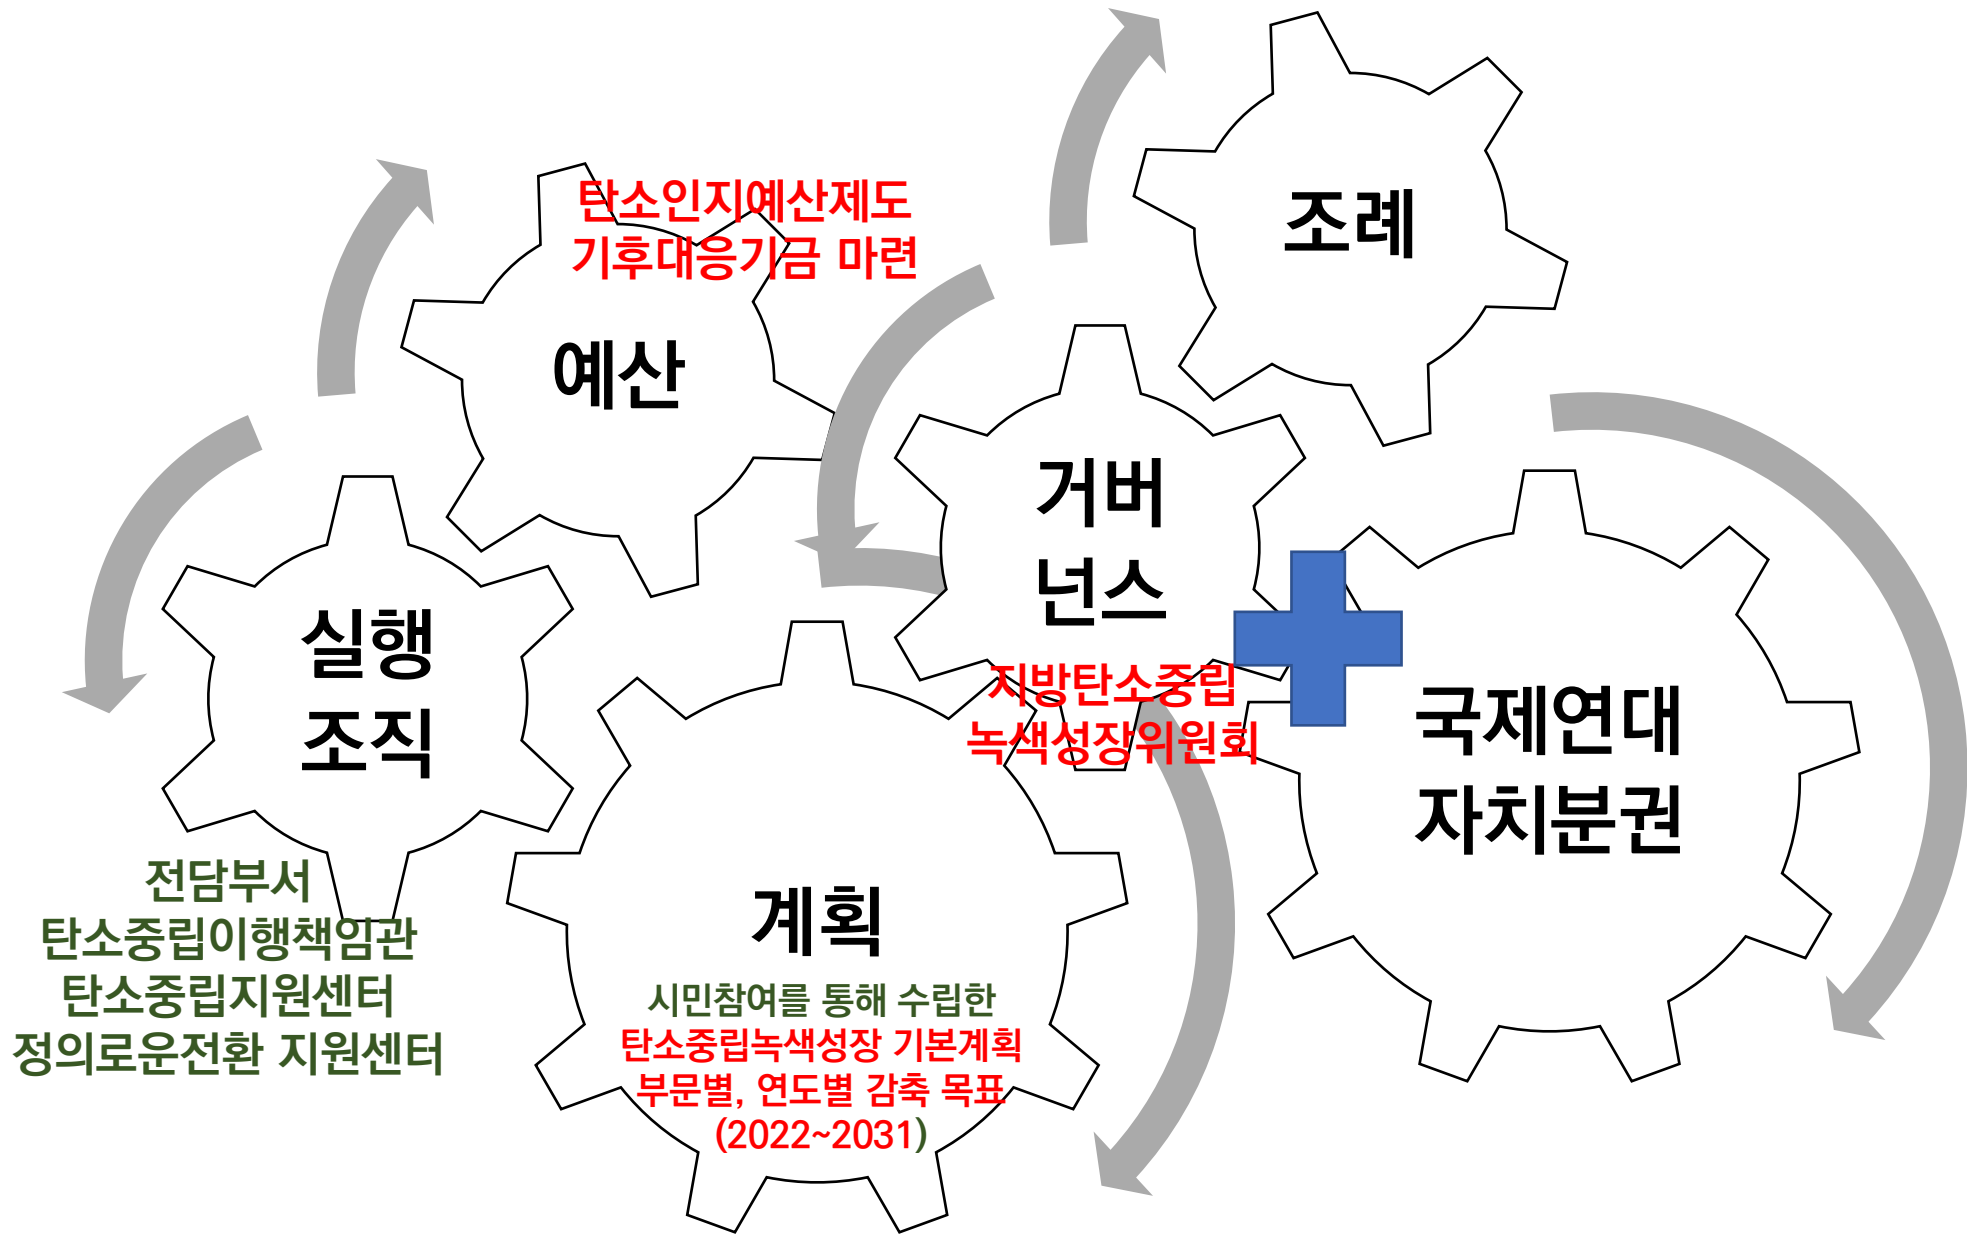 탄소인지예산제도
기후대응기금 마련
예산
조례
거버
넌스
지방탄소중립
녹색성장위원회
실행
조직
전담부서
탄소중립이행책임관
탄소중립지원센터
정의로운전환 지원센터
계획
시민참여를 통해 수립한
탄소중립녹색성장 기본계획
부문별, 연도별 감축 목표
(2022~2031)
국제연대
자치분권